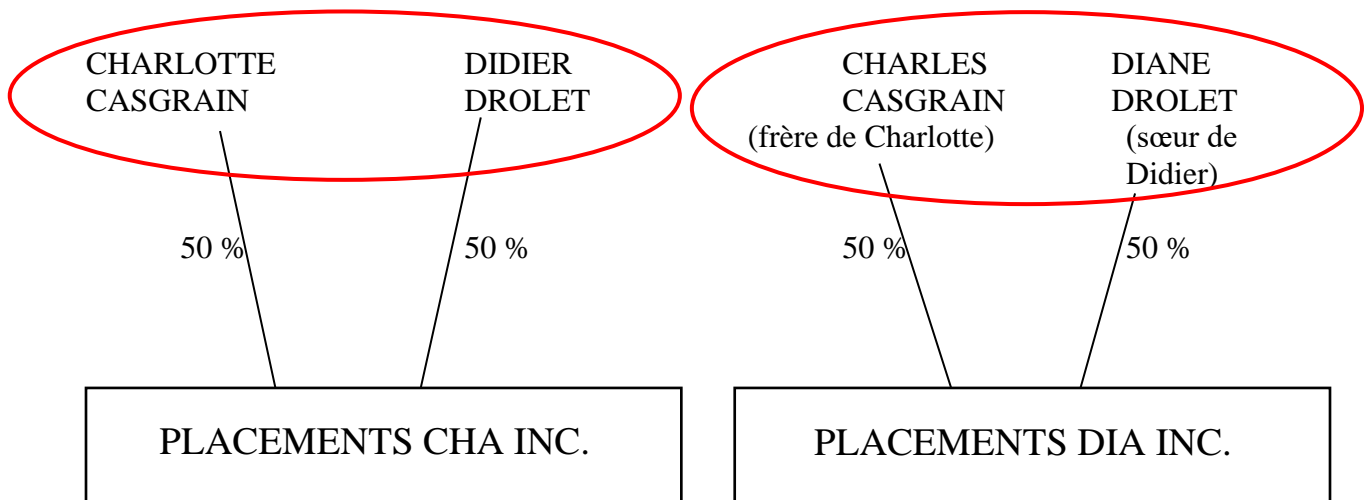 CHARLOTTE
CASGRAIN
DIDIER
DROLET
CHARLES
CASGRAIN
(frère de Charlotte)
DIANE
DROLET
(sœur de
Didier)
50 %
50 %
50 %
50 %
PLACEMENTS CHA INC.
PLACEMENTS DIA INC.